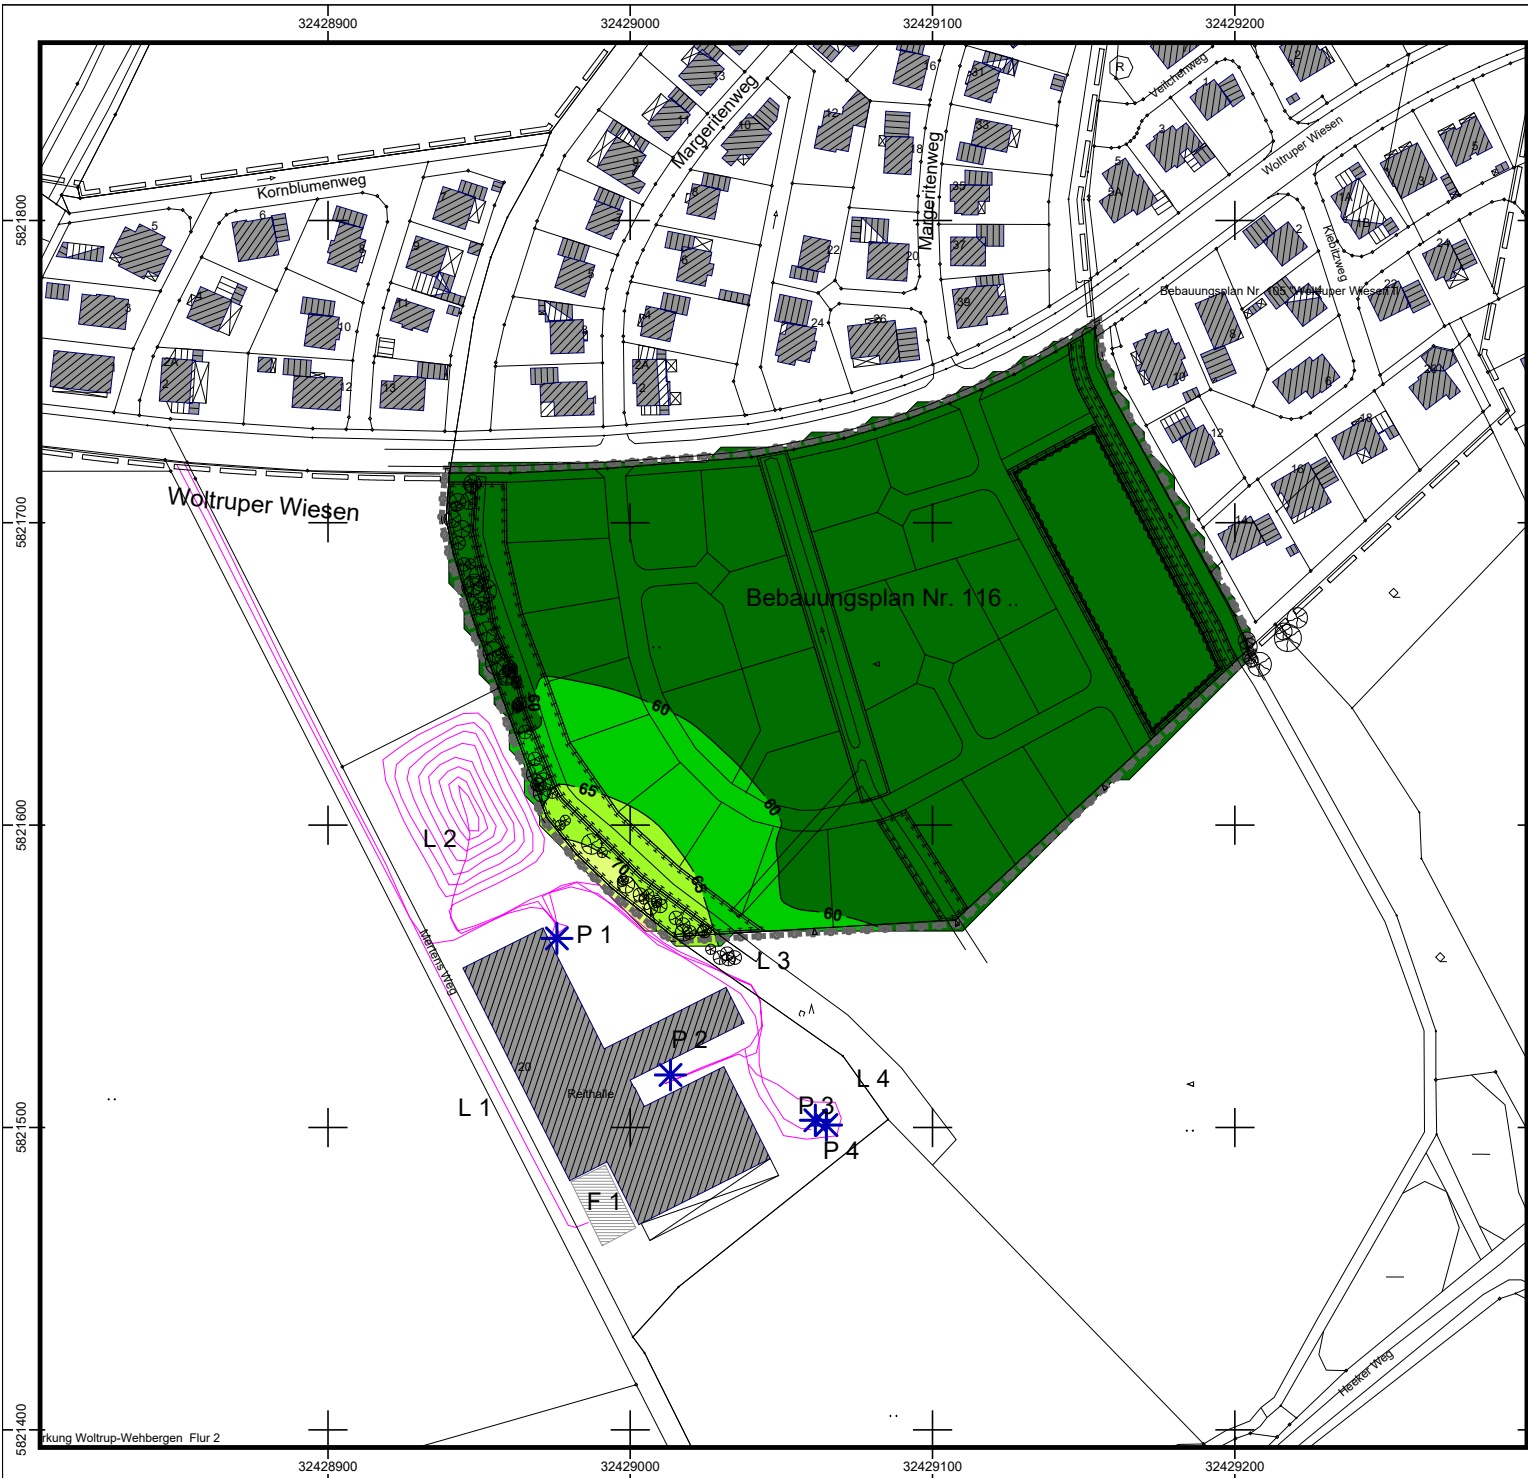 32428900 32429000 32429100 32429200
5821800
5821700
5821600
5821500
5821400
Kornblumenweg
Margeritenweg
Margeritenweg
Veilchenweg
R
Woltruper Wiesen
Kiebitzweg
Bebauungsplan Nr. 105 "Woltruper Wiesen II
Woltruper Wiesen
Bebauungsplan Nr. 116 ..
60
60
60
60
65
65
70
L 2
P 1
L 3
Mertens Weg
P 2
20
Reithalle
L 4
L 1
P 3
P 4
F 1
Heeker Weg
rkung Woltrup-Wehbergen Flur 2
32428900 32429000 32429100 32429200